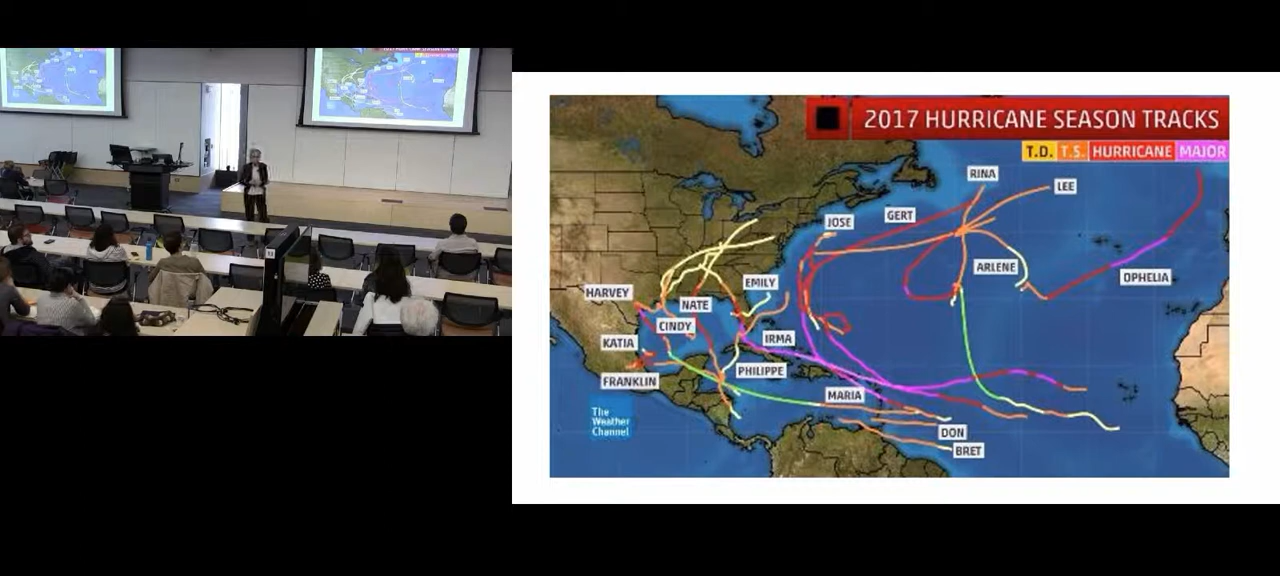 2017 HURRICANE SEASON TRACKS
T.D. T.S. HURRICANE MAJOR
RINA
LEE
JOSE
GERT
ARLENE
OPHELIA
EMILY
HARVEY
NATE
CINDY
KATIA
IRMA
FRANKLIN
PHILIPPE
MARIA
The
Weather
Channel
DON
BRET